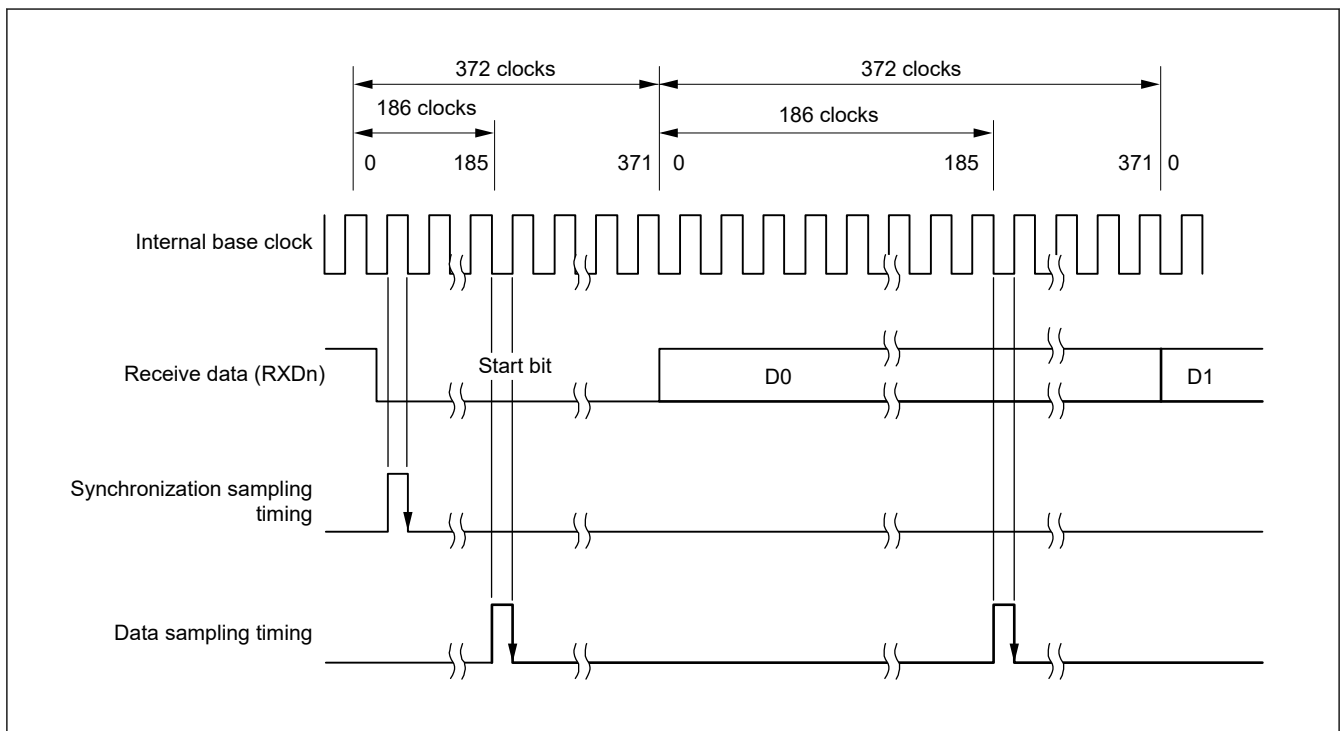 372 clocks 372 clocks
186 clocks 186 clocks
0 185 371 0 185 371 0
Internal base clock
Receive data (RXDn)
Start bit D0 D1
Synchronization sampling
timing
Data sampling timing